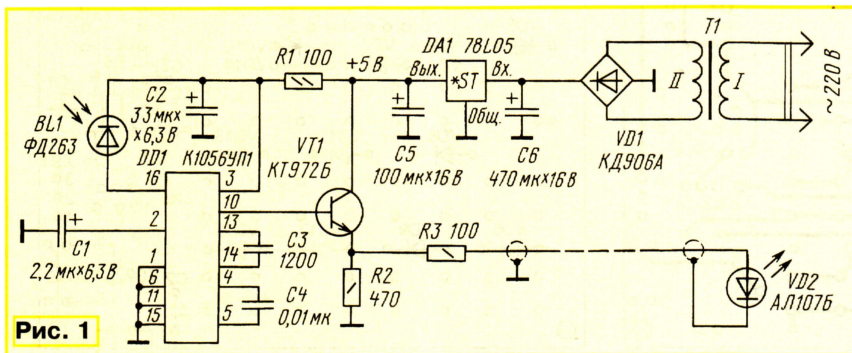 R1 100
+5 В
DA1 78L05
T1
Вых.
*ST
Вх.
Общ.
II
I
~220 В
C2
33 мк×
×6,3 В
BL1
ФД263
DD1
К1056УП1
VT1
КТ972Б
C5
100 мк×16 В
C6
470 мк×16 В
VD1
КД906А
16
3
10
2
13
C1
2,2 мк×6,3 В
1
14
C3
1200
6
4
11
C4
0,01 мк
15
5
R3 100
R2
470
VD2
АЛ107Б
Рис. 1